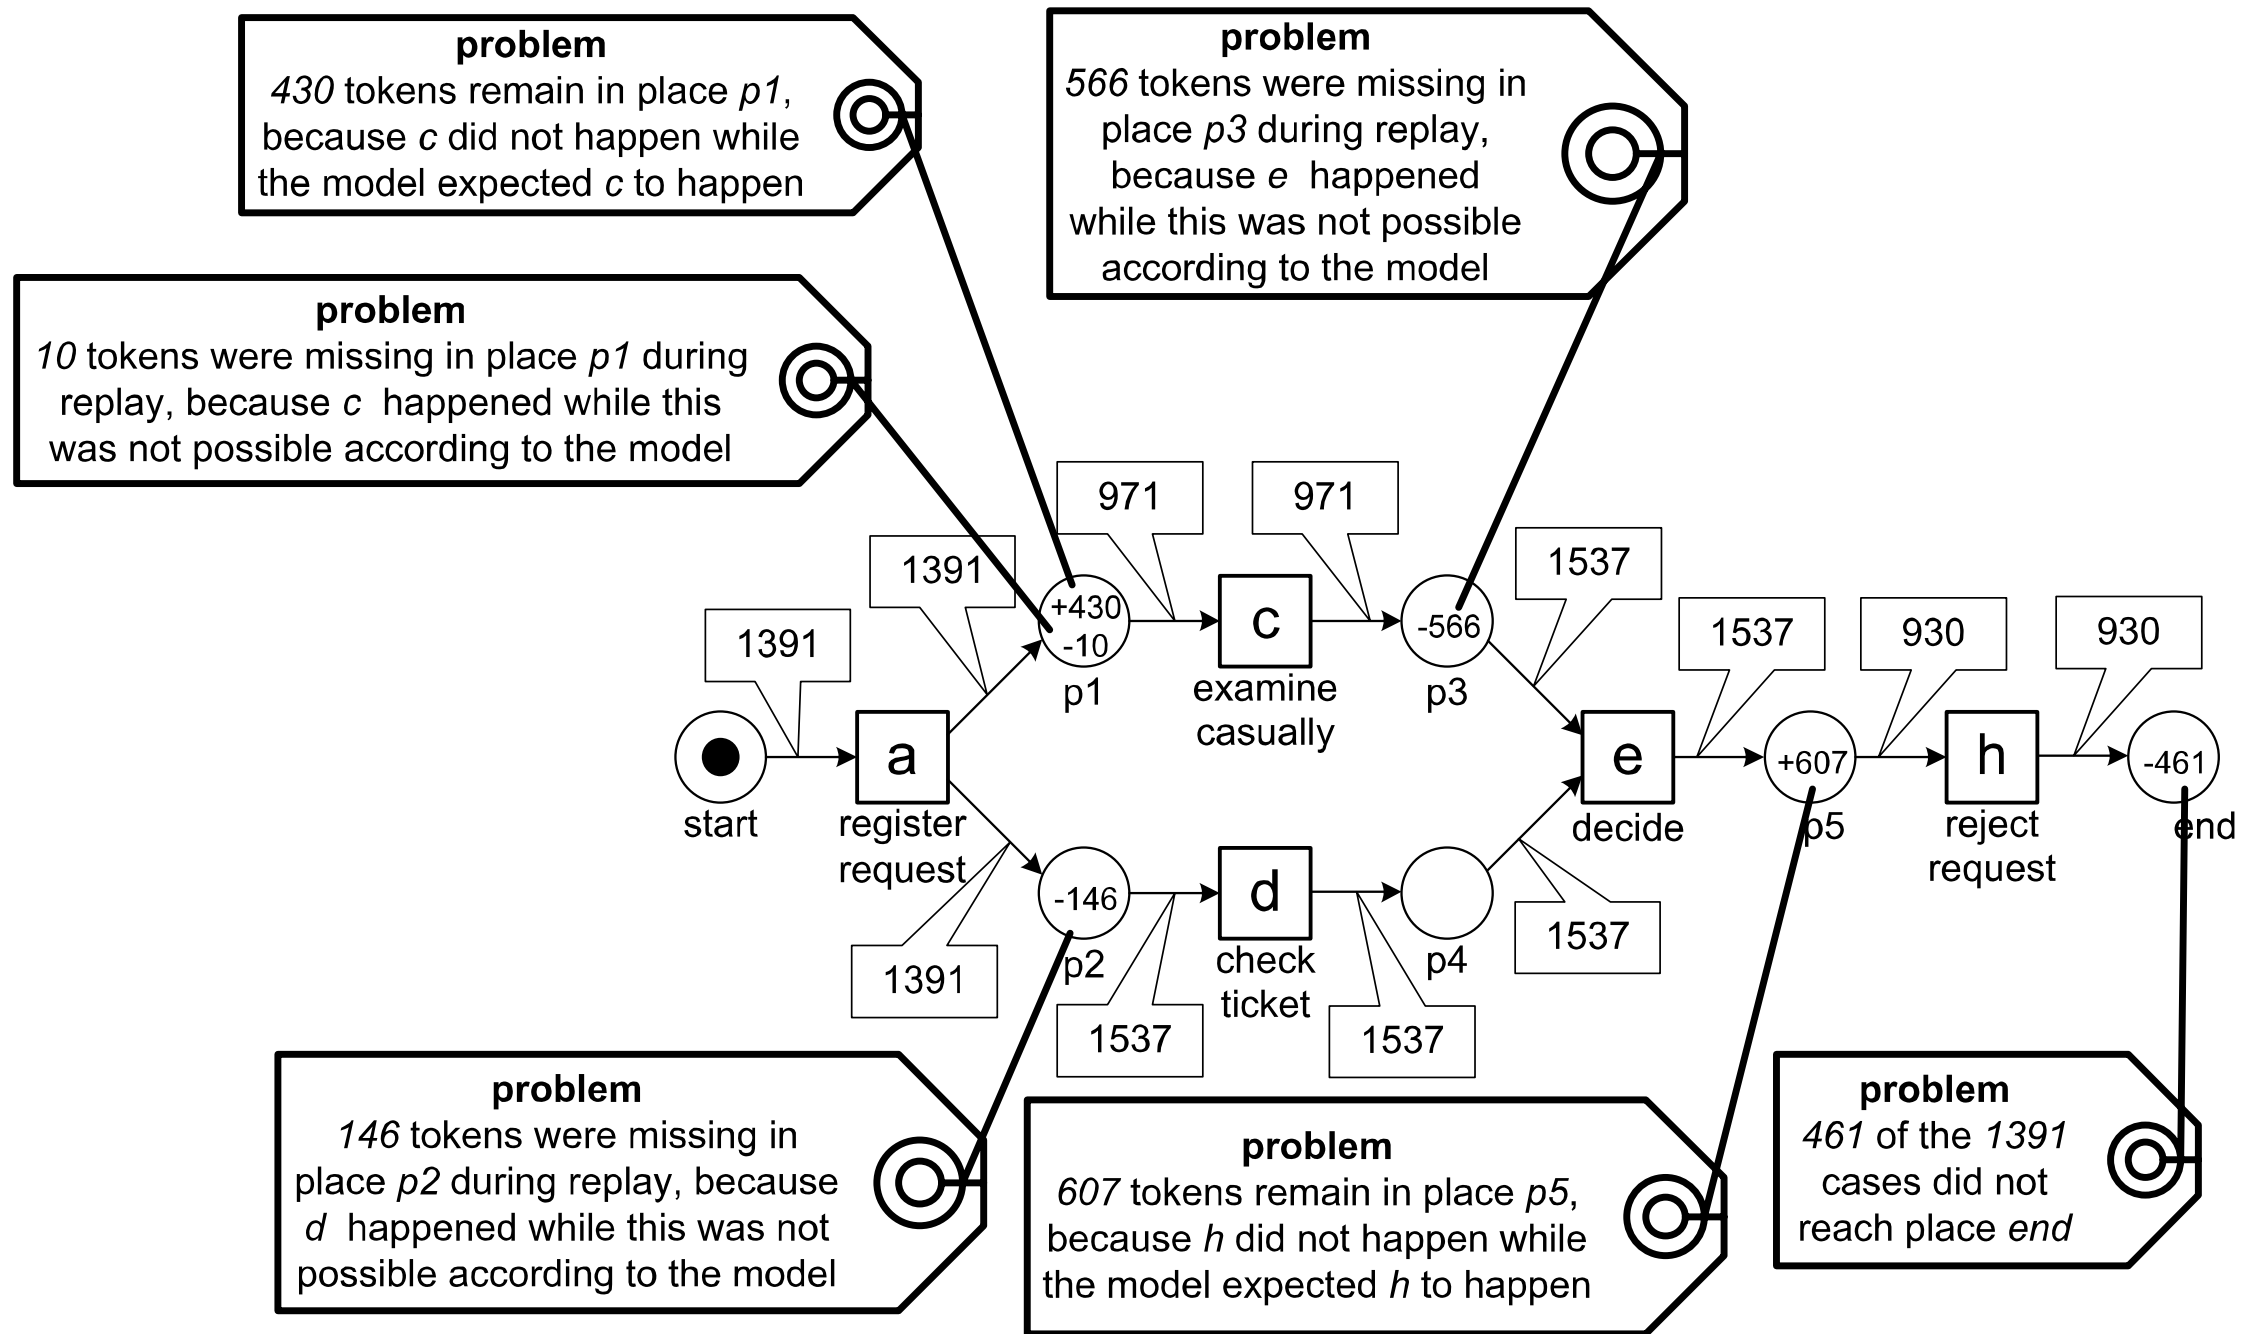 problem
430 tokens remain in place p1,
because c did not happen while
the model expected c to happen
problem
566 tokens were missing in
place p3 during replay,
because e happened
while this was not possible
according to the model
problem
10 tokens were missing in place p1 during
replay, because c happened while this
was not possible according to the model
971
971
1391
1537
1391
1537
930
930
+430
-10
p1
c
examine
casually
-566
p3
start
a
register
request
e
decide
+607
p5
h
reject
request
-461
end
-146
p2
d
check
ticket
p4
1391
1537
1537
1537
problem
146 tokens were missing in
place p2 during replay, because
d happened while this was not
possible according to the model
problem
607 tokens remain in place p5,
because h did not happen while
the model expected h to happen
problem
461 of the 1391
cases did not
reach place end